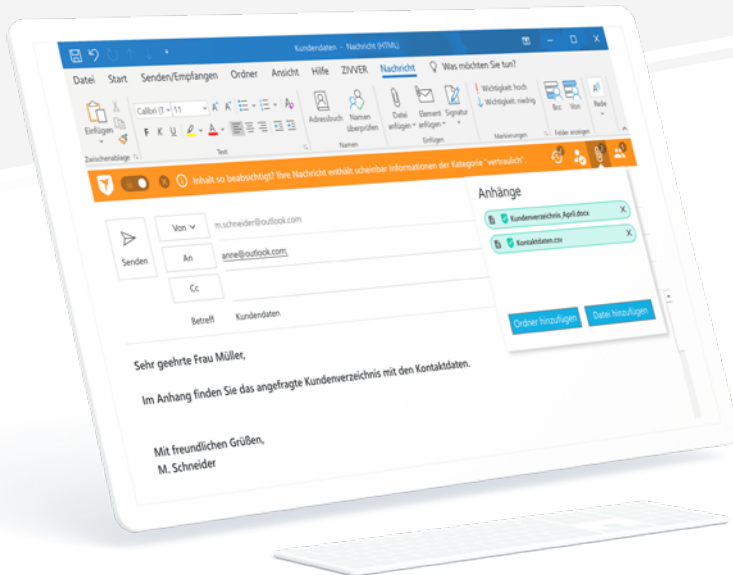 Kundendaten - Nachricht (HTML)
Datei Start Senden/Empfangen Ordner Ansicht Hilfe ZIVVER Nachricht Was möchten Sie tun?
Einfügen
Calibri (T 11
F K U
Adressbuch
Namen überprüfen
Datei anfügen
Element anfügen
Signatur
Wichtigkeit: hoch
Wichtigkeit: niedrig
Bcc Von
Rede
Zwischenablage Text Namen Einfügen Markierungen Felder anzeigen
Inhalt so beabsichtigt? Ihre Nachricht enthält scheinbar Informationen der Kategorie "vertraulich".
Senden
Von m.schneider@outlook.com
An anne@outlook.com;
Cc
Betreff Kundendaten
Anhänge
Kundenverzeichnis_April.docx X
Kontaktdaten.csv X
Ordner hinzufügen Datei hinzufügen
Sehr geehrte Frau Müller,
Im Anhang finden Sie das angefragte Kundenverzeichnis mit den Kontaktdaten.
Mit freundlichen Grüßen,
M. Schneider